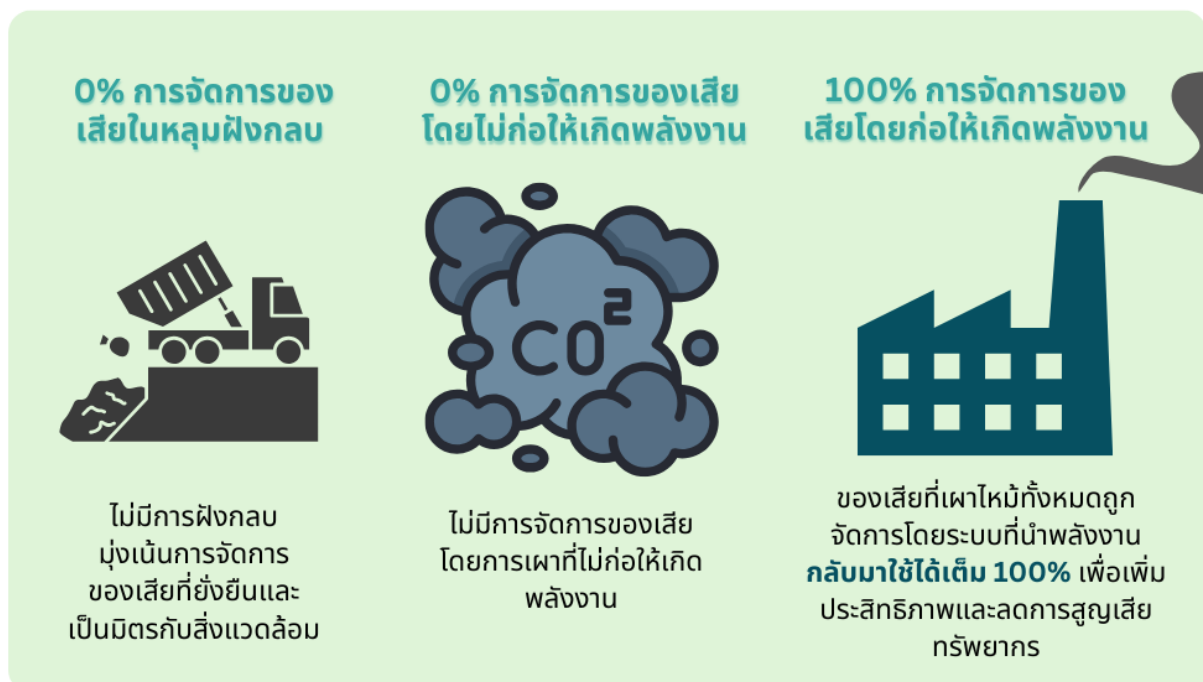 0% การจัดการของ
เสียในหลุมฝังกลบ
ไม่มีการฝังกลบ
มุ่งเน้นการจัดการ
ของเสียที่ยั่งยืนและ
เป็นมิตรกับสิ่งแวดล้อม
0% การจัดการของเสีย
โดยไม่ก่อให้เกิดพลังงาน
CO²
ไม่มีการจัดการของเสีย
โดยการเผาที่ไม่ก่อให้เกิด
พลังงาน
100% การจัดการของ
เสียโดยก่อให้เกิดพลังงาน
ของเสียที่เผาไหม้ทั้งหมดถูก
จัดการโดยระบบที่นำพลังงาน
กลับมาใช้ได้เต็ม 100% เพื่อเพิ่ม
ประสิทธิภาพและลดการสูญเสีย
ทรัพยากร